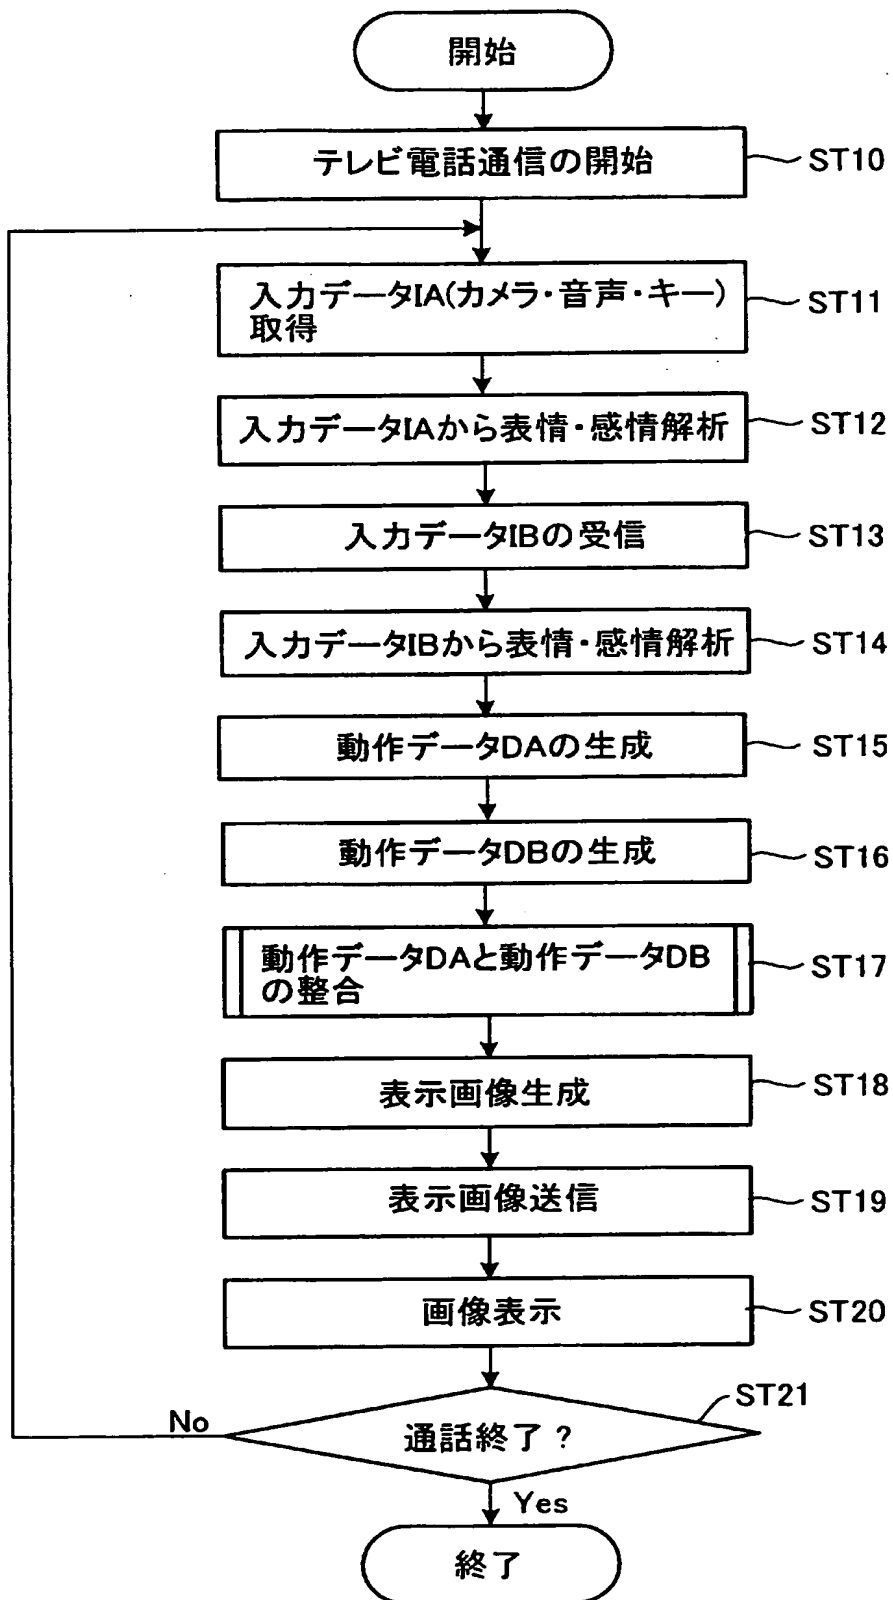 開始
テレビ電話通信の開始
ST10
入力データIA(カメラ・音声・キー)
取得
ST11
入力データIAから表情・感情解析
ST12
入力データIBの受信
ST13
入力データIBから表情・感情解析
ST14
動作データDAの生成
ST15
動作データDBの生成
ST16
動作データDAと動作データDB
の整合
ST17
表示画像生成
ST18
表示画像送信
ST19
画像表示
ST20
通話終了？
ST21
No
Yes
終了